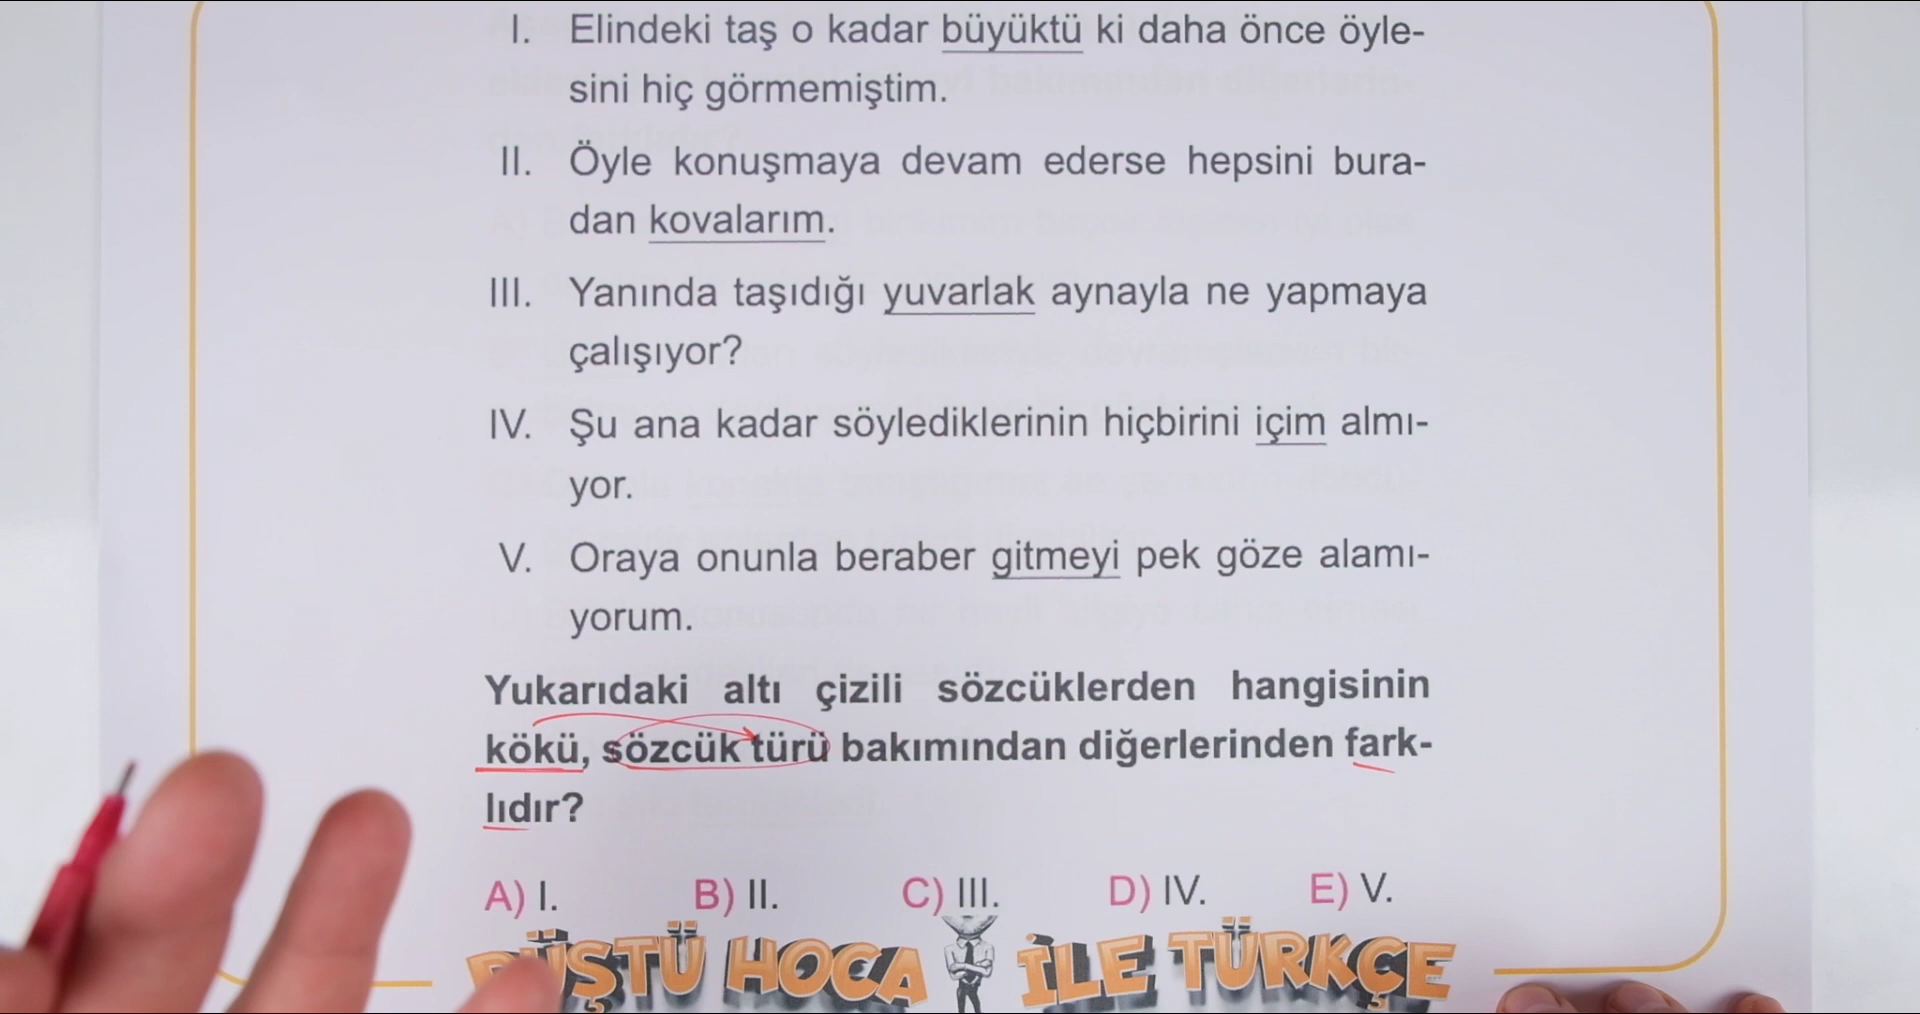 I. Elindeki taş o kadar büyüktü ki daha önce öyle-
sini hiç görmemiştim.
II. Öyle konuşmaya devam ederse hepsini bura-
dan kovalarım.
III. Yanında taşıdığı yuvarlak aynayla ne yapmaya
çalışıyor?
IV. Şu ana kadar söylediklerinin hiçbirini içim almı-
yor.
V. Oraya onunla beraber gitmeyi pek göze alamı-
yorum.
Yukarıdaki altı çizili sözcüklerden hangisinin
kökü, sözcük türü bakımından diğerlerinden fark-
lıdır?
A) I. B) II. C) III. D) IV. E) V.
HOCA İLE TÜRKÇE